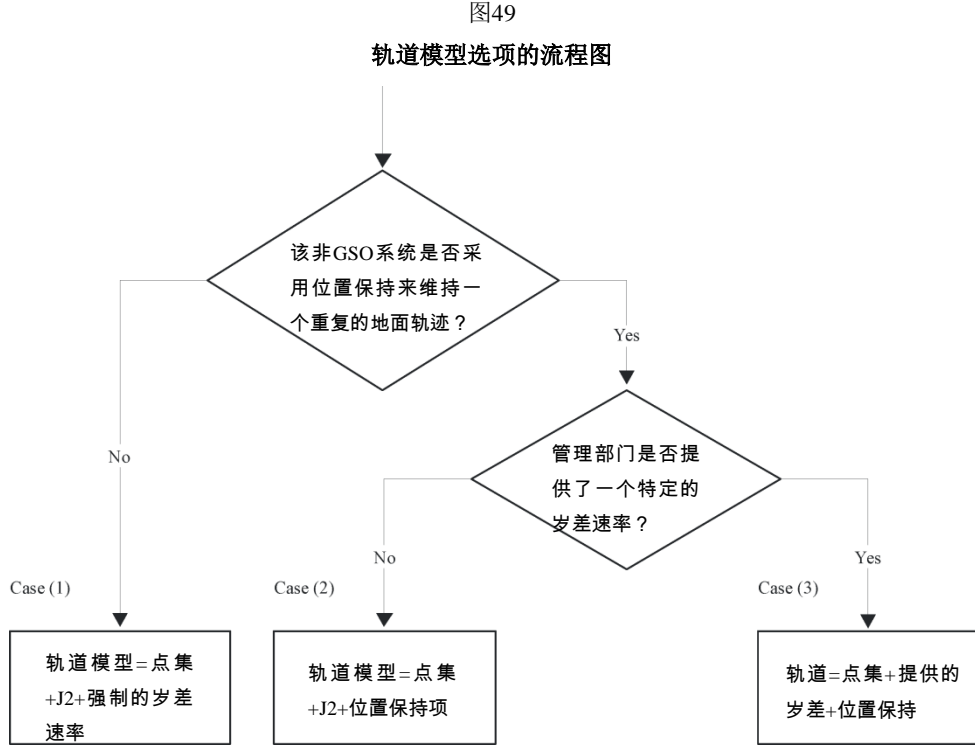 图49
轨道模型选项的流程图
该非GSO系统是否采
用位置保持来维持一
个重复的地面轨迹？
Yes
No
管理部门是否提
供了一个特定的
岁差速率？
No
Yes
Case (1)
Case (2)
Case (3)
轨道模型=点集
+J2+强制的岁差
速率
轨道模型=点集
+J2+位置保持项
轨道=点集+提供的
岁差+位置保持